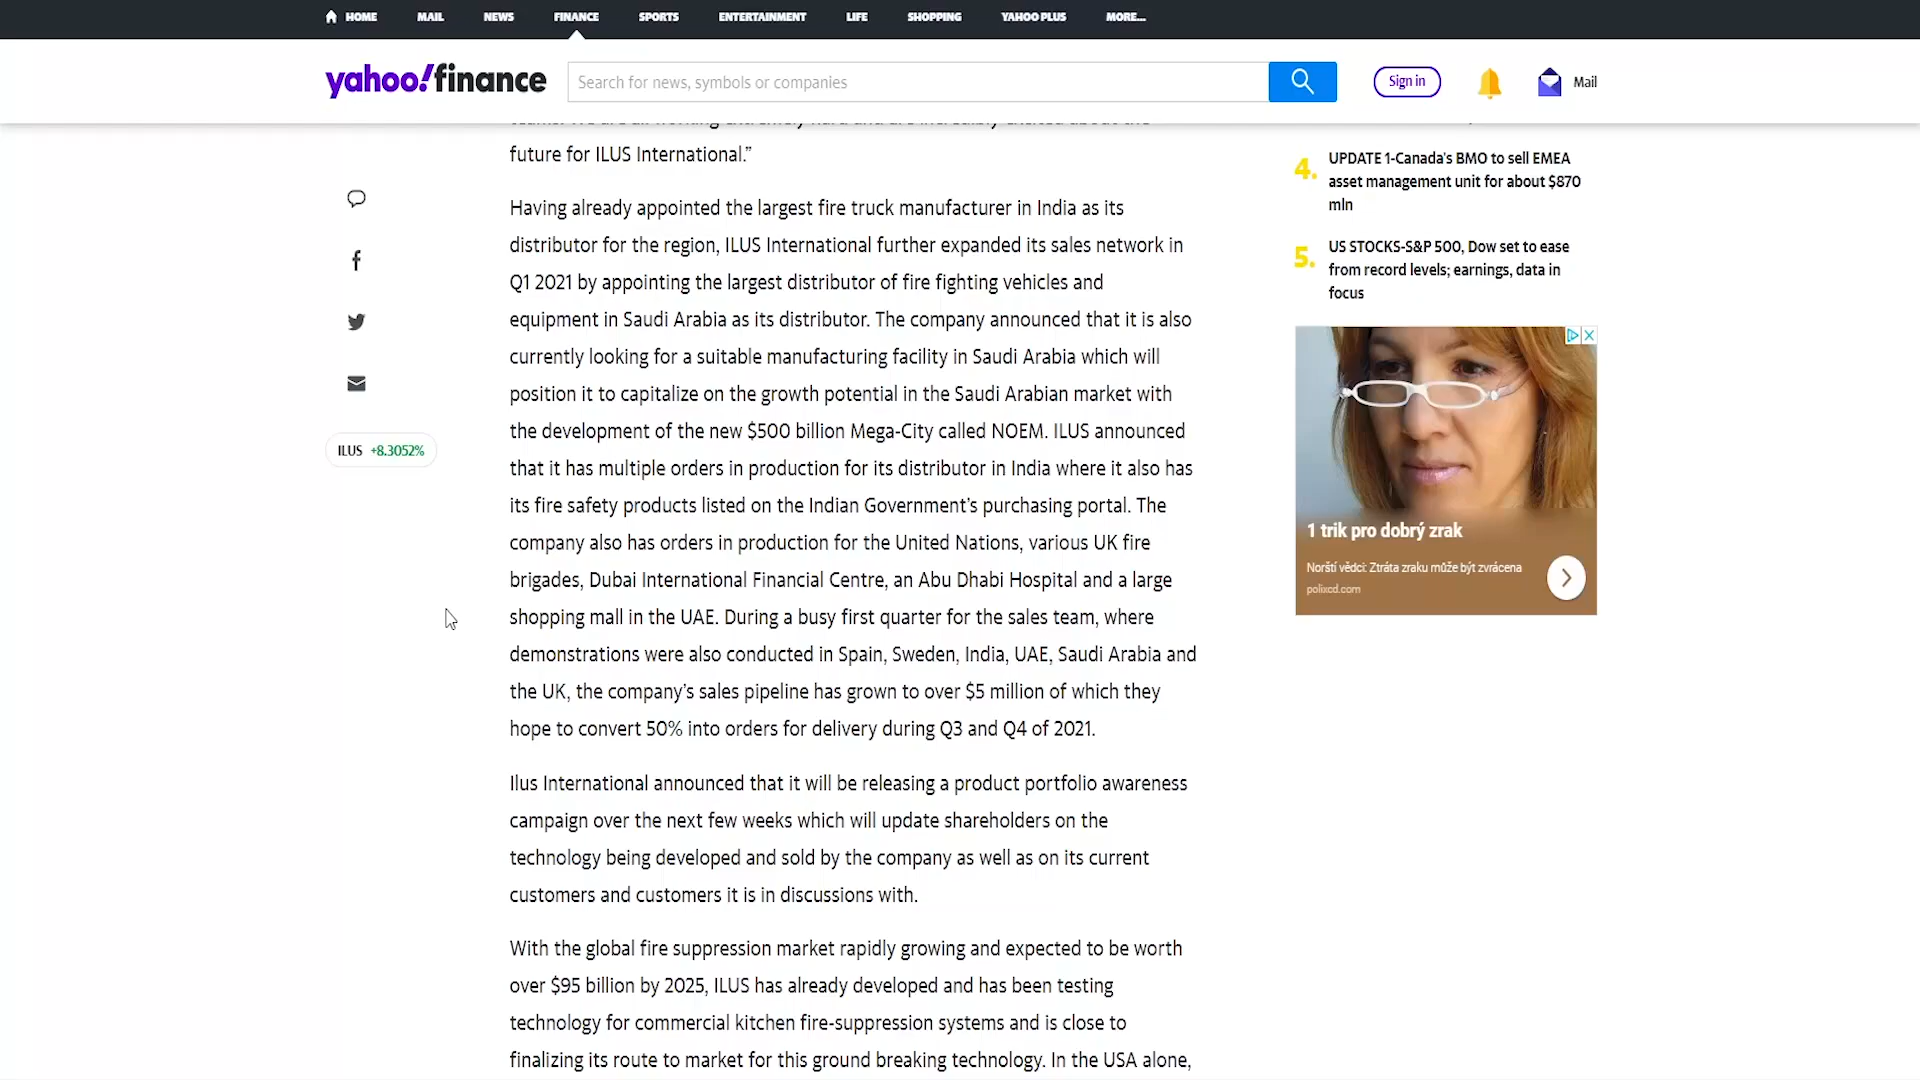 HOME MAIL NEWS FINANCE SPORTS ENTERTAINMENT LIFE SHOPPING YAHOO PLUS MORE...
yahoo!finance
Search for news, symbols or companies
Sign in
Mail
future for ILUS International.”
Having already appointed the largest fire truck manufacturer in India as its
distributor for the region, ILUS International further expanded its sales network in
Q1 2021 by appointing the largest distributor of fire fighting vehicles and
equipment in Saudi Arabia as its distributor. The company announced that it is also
currently looking for a suitable manufacturing facility in Saudi Arabia which will
position it to capitalize on the growth potential in the Saudi Arabian market with
the development of the new $500 billion Mega-City called NOEM. ILUS announced
that it has multiple orders in production for its distributor in India where it also has
its fire safety products listed on the Indian Government’s purchasing portal. The
company also has orders in production for the United Nations, various UK fire
brigades, Dubai International Financial Centre, an Abu Dhabi Hospital and a large
shopping mall in the UAE. During a busy first quarter for the sales team, where
demonstrations were also conducted in Spain, Sweden, India, UAE, Saudi Arabia and
the UK, the company’s sales pipeline has grown to over $5 million of which they
hope to convert 50% into orders for delivery during Q3 and Q4 of 2021.
Ilus International announced that it will be releasing a product portfolio awareness
campaign over the next few weeks which will update shareholders on the
technology being developed and sold by the company as well as on its current
customers and customers it is in discussions with.
With the global fire suppression market rapidly growing and expected to be worth
over $95 billion by 2025, ILUS has already developed and has been testing
technology for commercial kitchen fire-suppression systems and is close to
finalizing its route to market for this ground breaking technology. In the USA alone,
ILUS +8.3052%
4. UPDATE 1-Canada's BMO to sell EMEA
asset management unit for about $870
mln
5. US STOCKS-S&P 500, Dow set to ease
from record levels; earnings, data in
focus
1 trik pro dobrý zrak
Norští vědci: Ztráta zraku může být zvrácena
polixcd.com